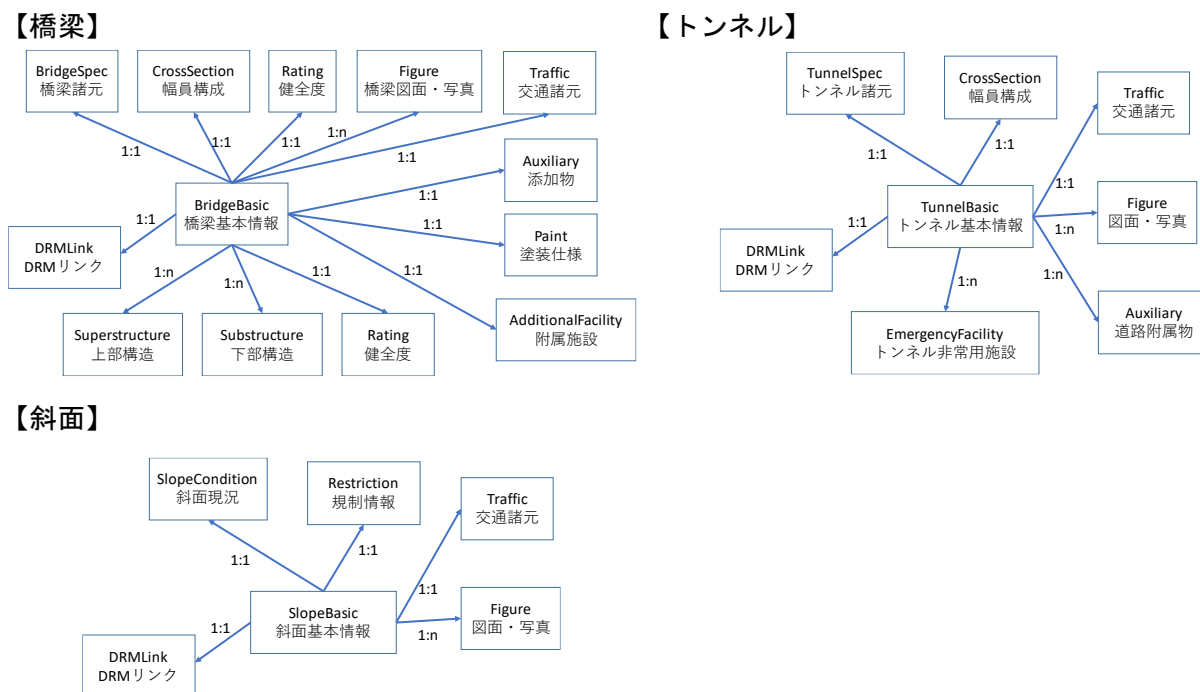 【橋梁】
BridgeSpec
橋梁諸元
CrossSection
幅員構成
Rating
健全度
Figure
橋梁図面・写真
Traffic
交通諸元
1:1
1:1
1:1
1:n
1:1
Auxiliary
添加物
1:1
BridgeBasic
橋梁基本情報
1:1
Paint
塗装仕様
1:1
DRMLink
DRMリンク
1:n
1:n
1:1
1:1
Superstructure
上部構造
Substructure
下部構造
Rating
健全度
AdditionalFacility
附属施設
【トンネル】
TunnelSpec
トンネル諸元
CrossSection
幅員構成
Traffic
交通諸元
1:1
1:1
1:1
TunnelBasic
トンネル基本情報
Figure
図面・写真
1:n
1:1
DRMLink
DRMリンク
1:n
1:n
EmergencyFacility
トンネル非常用施設
Auxiliary
道路附属物
【斜面】
SlopeCondition
斜面現況
Restriction
規制情報
Traffic
交通諸元
1:1
1:1
1:1
SlopeBasic
斜面基本情報
Figure
図面・写真
1:n
1:1
DRMLink
DRMリンク